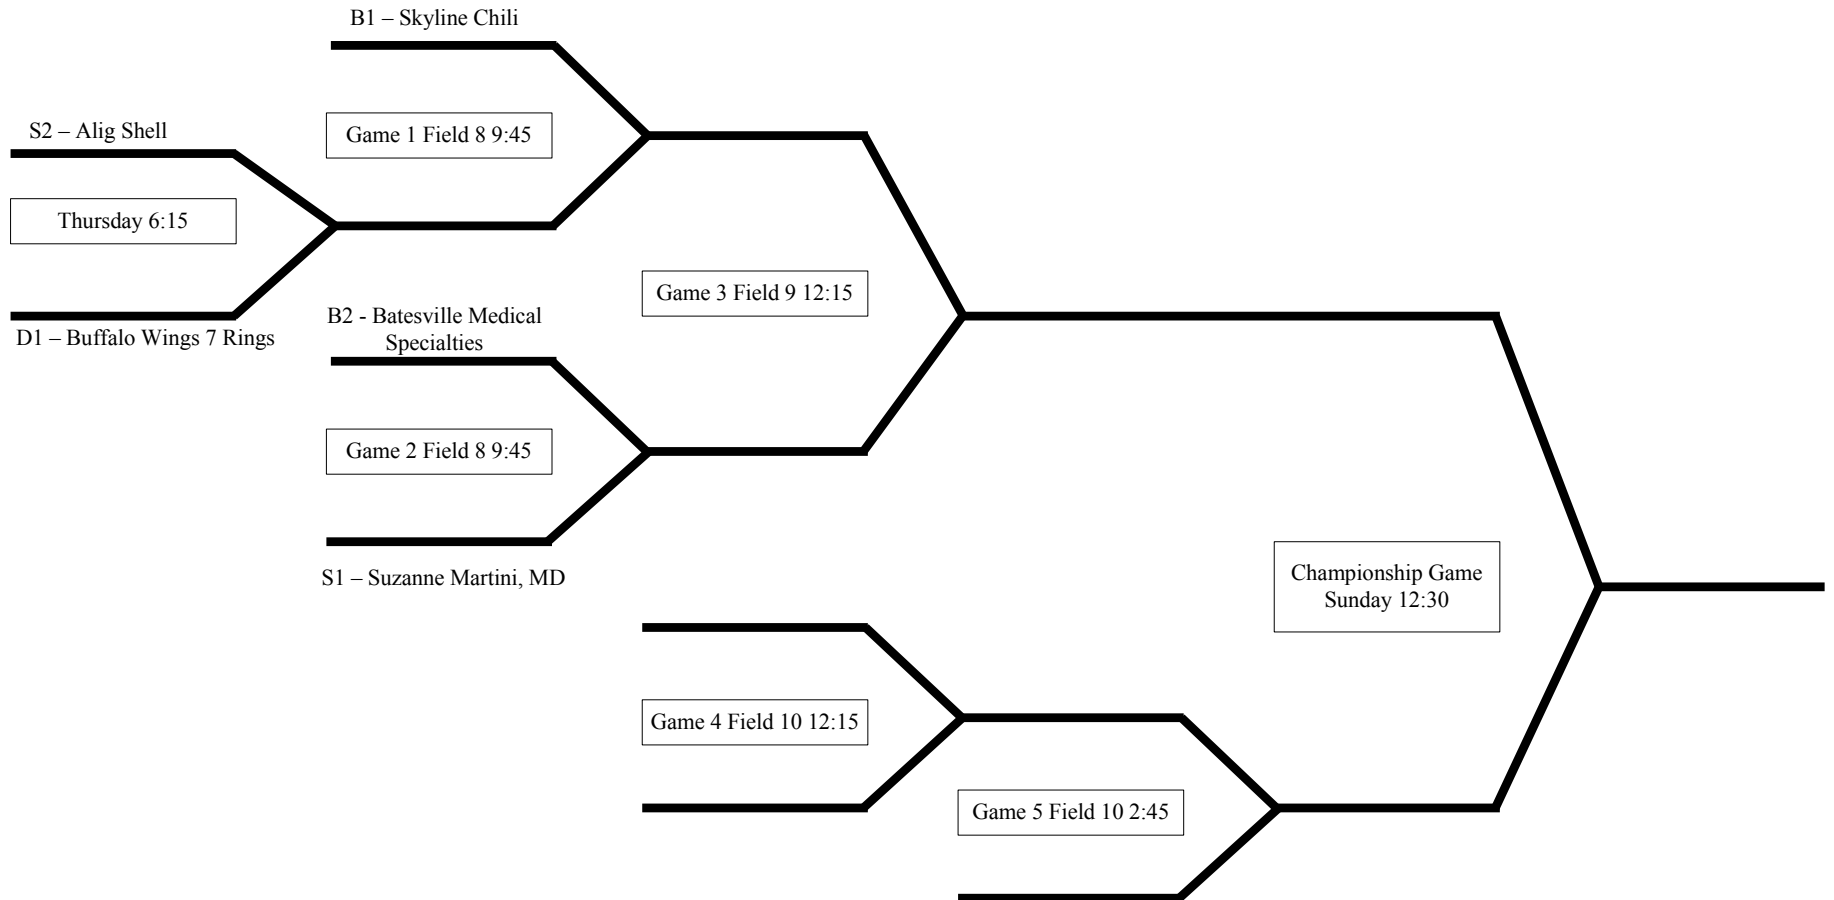 B1 – Skyline Chili
S2 – Alig Shell
Game 1 Field 8 9:45
Thursday 6:15
Game 3 Field 9 12:15
B2 - Batesville Medical
Specialties
D1 – Buffalo Wings 7 Rings
Game 2 Field 8 9:45
S1 – Suzanne Martini, MD
Championship Game
Sunday 12:30
Game 4 Field 10 12:15
Game 5 Field 10 2:45